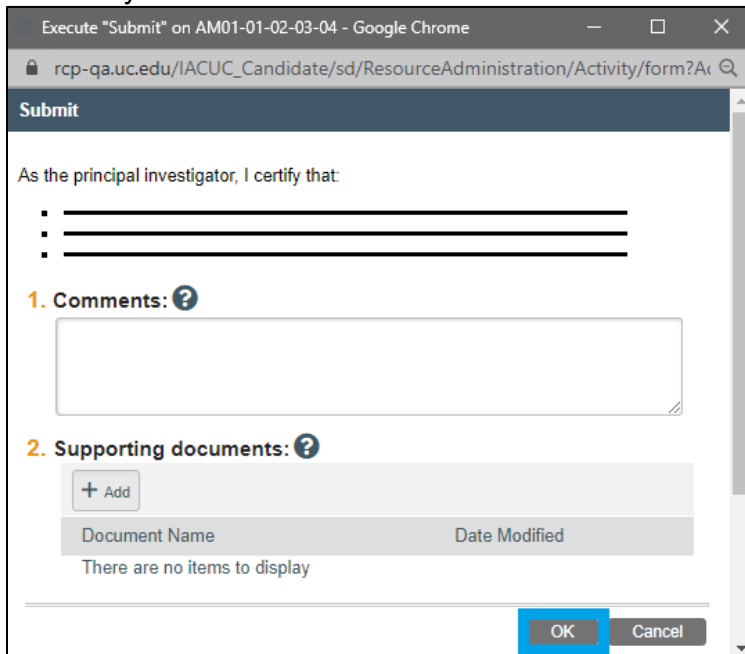 Execute "Submit" on AM01-01-02-03-04 - Google Chrome
rcp-qa.uc.edu/IACUC_Candidate/sd/ResourceAdministration/Activity/form?A
Submit
As the principal investigator, I certify that:
1. Comments:
2. Supporting documents:
+ Add
Document Name Date Modified
There are no items to display
OK Cancel